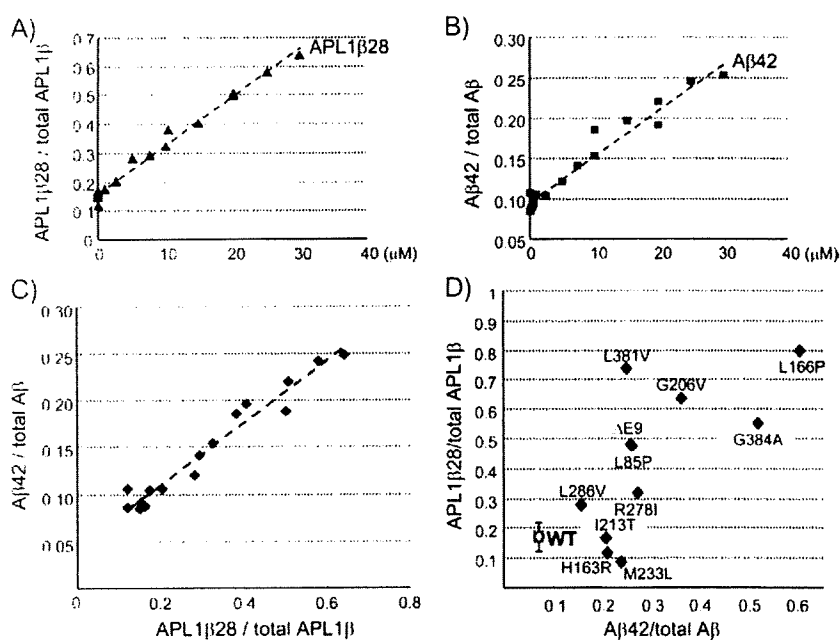 A)
APL1β28 / total APL1β
0.7
0.6
0.5
0.4
0.3
0.2
0.1
0
APL1β28
0 10 20 30 40 (μM)
B)
Aβ42 / total Aβ
0.30
0.25
0.20
0.15
0.10
0.05
Aβ42
0 10 20 30 40 (μM)
C)
Aβ42 / total Aβ
0.30
0.25
0.20
0.15
0.10
0.05
0 0.2 0.4 0.6 0.8
APL1β28 / total APL1β
D)
APL1β28/total APL1β
1
0.9
0.8
0.7
0.6
0.5
0.4
0.3
0.2
0.1
L381V
L166P
G206V
ΔE9
G384A
L85P
L286V
R278I
I213T
WT
H163R
M233L
0.1 0.2 0.3 0.4 0.5 0.6
Aβ42/total Aβ